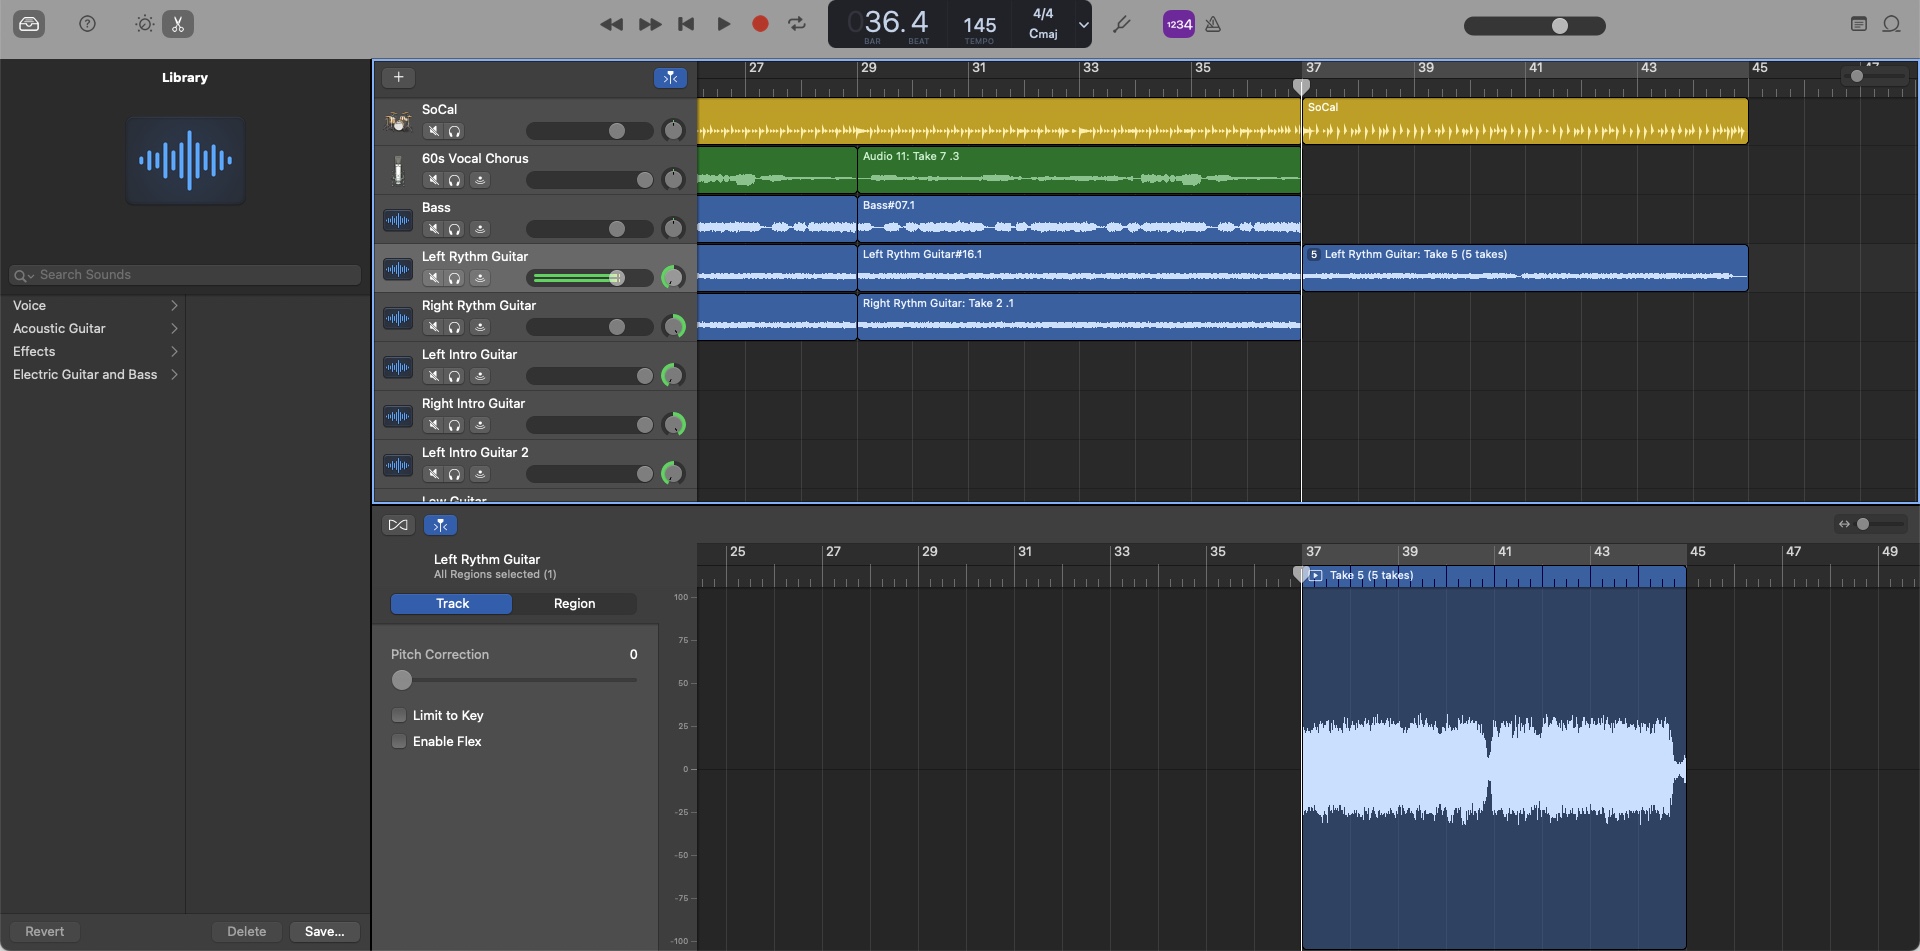 036.4
BAR
BEAT
145
TEMPO
4/4
Cmaj
1234
Library
Search Sounds
Voice
Acoustic Guitar
Effects
Electric Guitar and Bass
Revert
Delete
Save...
27
29
31
33
35
37
39
41
43
45
47
SoCal
SoCal
60s Vocal Chorus
Audio 11: Take 7 .3
Bass
Bass#07.1
Left Rythm Guitar
Left Rythm Guitar#16.1
5 Left Rythm Guitar: Take 5 (5 takes)
Right Rythm Guitar
Right Rythm Guitar: Take 2 .1
Left Intro Guitar
Right Intro Guitar
Left Intro Guitar 2
Low Guitar
Left Rythm Guitar
All Regions selected (1)
Track
Region
Pitch Correction
0
Limit to Key
Enable Flex
25
27
29
31
33
35
37
39
41
43
45
47
49
Take 5 (5 takes)
100
75
50
25
0
-25
-50
-75
-100